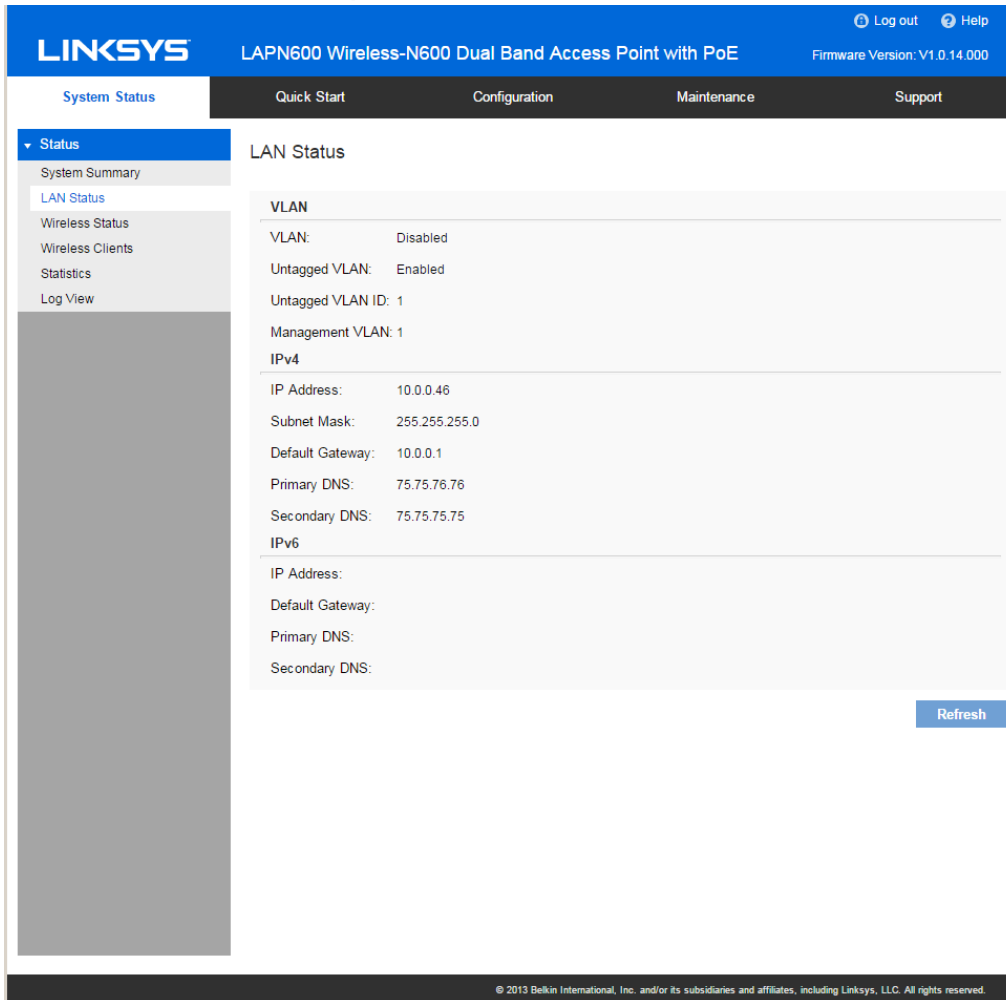 Log out Help
LINKSYS LAPN600 Wireless-N600 Dual Band Access Point with PoE Firmware Version: V1.0.14.000
System Status Quick Start Configuration Maintenance Support
Status
System Summary
LAN Status
Wireless Status
Wireless Clients
Statistics
Log View
LAN Status
VLAN
VLAN: Disabled
Untagged VLAN: Enabled
Untagged VLAN ID: 1
Management VLAN: 1
IPv4
IP Address: 10.0.0.46
Subnet Mask: 255.255.255.0
Default Gateway: 10.0.0.1
Primary DNS: 75.75.76.76
Secondary DNS: 75.75.75.75
IPv6
IP Address:
Default Gateway:
Primary DNS:
Secondary DNS:
Refresh
© 2013 Belkin International, Inc. and/or its subsidiaries and affiliates, including Linksys, LLC. All rights reserved.